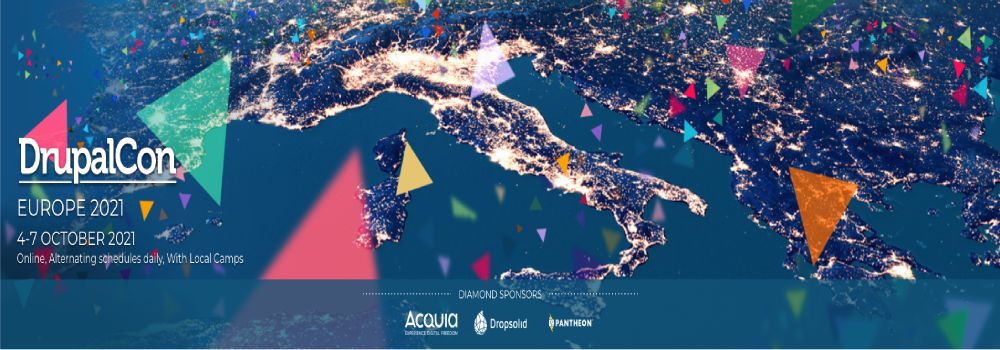 DrupalCon
EUROPE 2021
4-7 OCTOBER 2021
Online, Alternating schedules daily, With Local Camps
DIAMOND SPONSORS
Acquia
EXPERIENCE DIGITAL FREEDOM
Dropsolid
PANTHEON